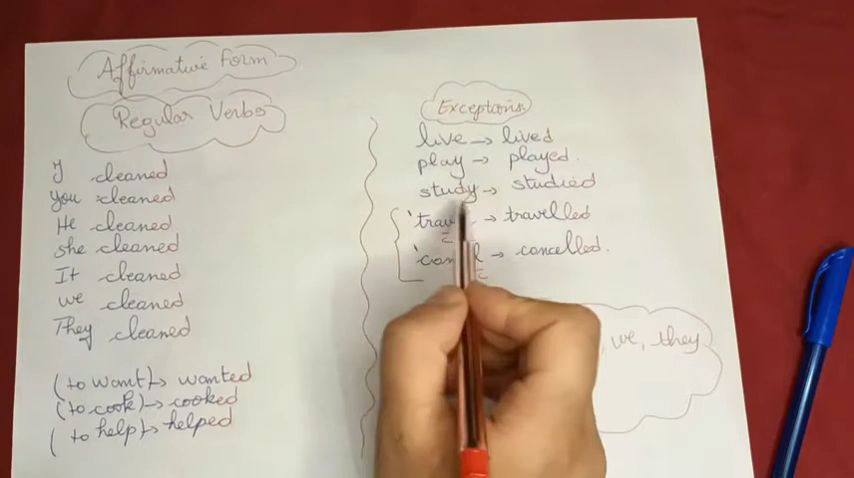 Affirmative Form
Regular Verbs
I cleaned
You cleaned
He cleaned
she cleaned
It cleaned
we cleaned
They cleaned
(to want)→ wanted
(to cook)→ cooked
(to help)→ helped
Exceptions
live → lived
play → played.
study → studied
→ travelled
→ cancelled.
, we, they